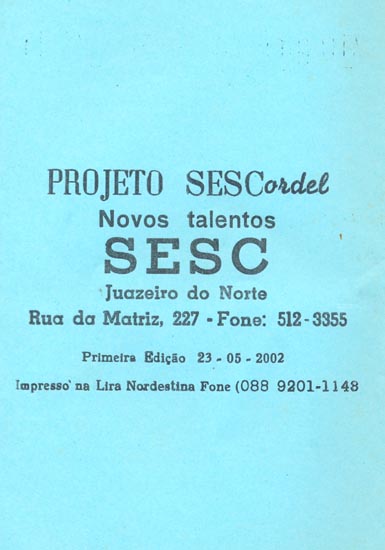 PROJETO SESCordel
Novos talentos
SESC
Juazeiro do Norte
Rua da Matriz, 227 - Fone: 512-3355
Primeira Edição 23 - 05 - 2002
Impresso na Lira Nordestina Fone (088 9201-1148